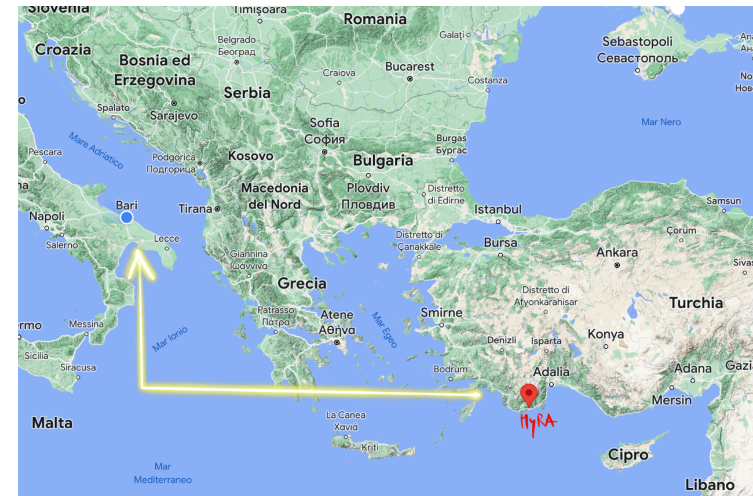 Slovenia
Timișoara
Romania
Croazia
Belgrado
Београд
Galați
Sebastopoli
Севастополь
Bosnia ed
Erzegovina
Craiova
Bucarest
Costanza
Serbia
Spalato
Sarajevo
Mar Nero
Sofia
София
Burgas
Бургас
Mare Adriatico
Pescara
Podgorica
Подгорица
Kosovo
Bulgaria
Macedonia
del Nord
Plovdiv
Пловдив
Distretto
di Edirne
Bari
Tirana
Istanbul
Samsun
Napoli
Salerno
Lecce
Distretto di
Çanakkale
Bursa
Çorum
Giannina
Ιωάννινα
Ankara
Sivas
Grecia
Distretto di
Afyonkarahisar
Turchia
Patrasso
Πάτρα
Atene
Αθήνα
Smirne
Mar Egeo
Messina
Mar Ionio
Denizli
Isparta
Konya
Sicilia
Siracusa
Bodrum
Adalia
Adana
Mersin
MyRA
Malta
La Canea
Χανιά
Kriti
Cipro
Mar
Mediterraneo
Libano